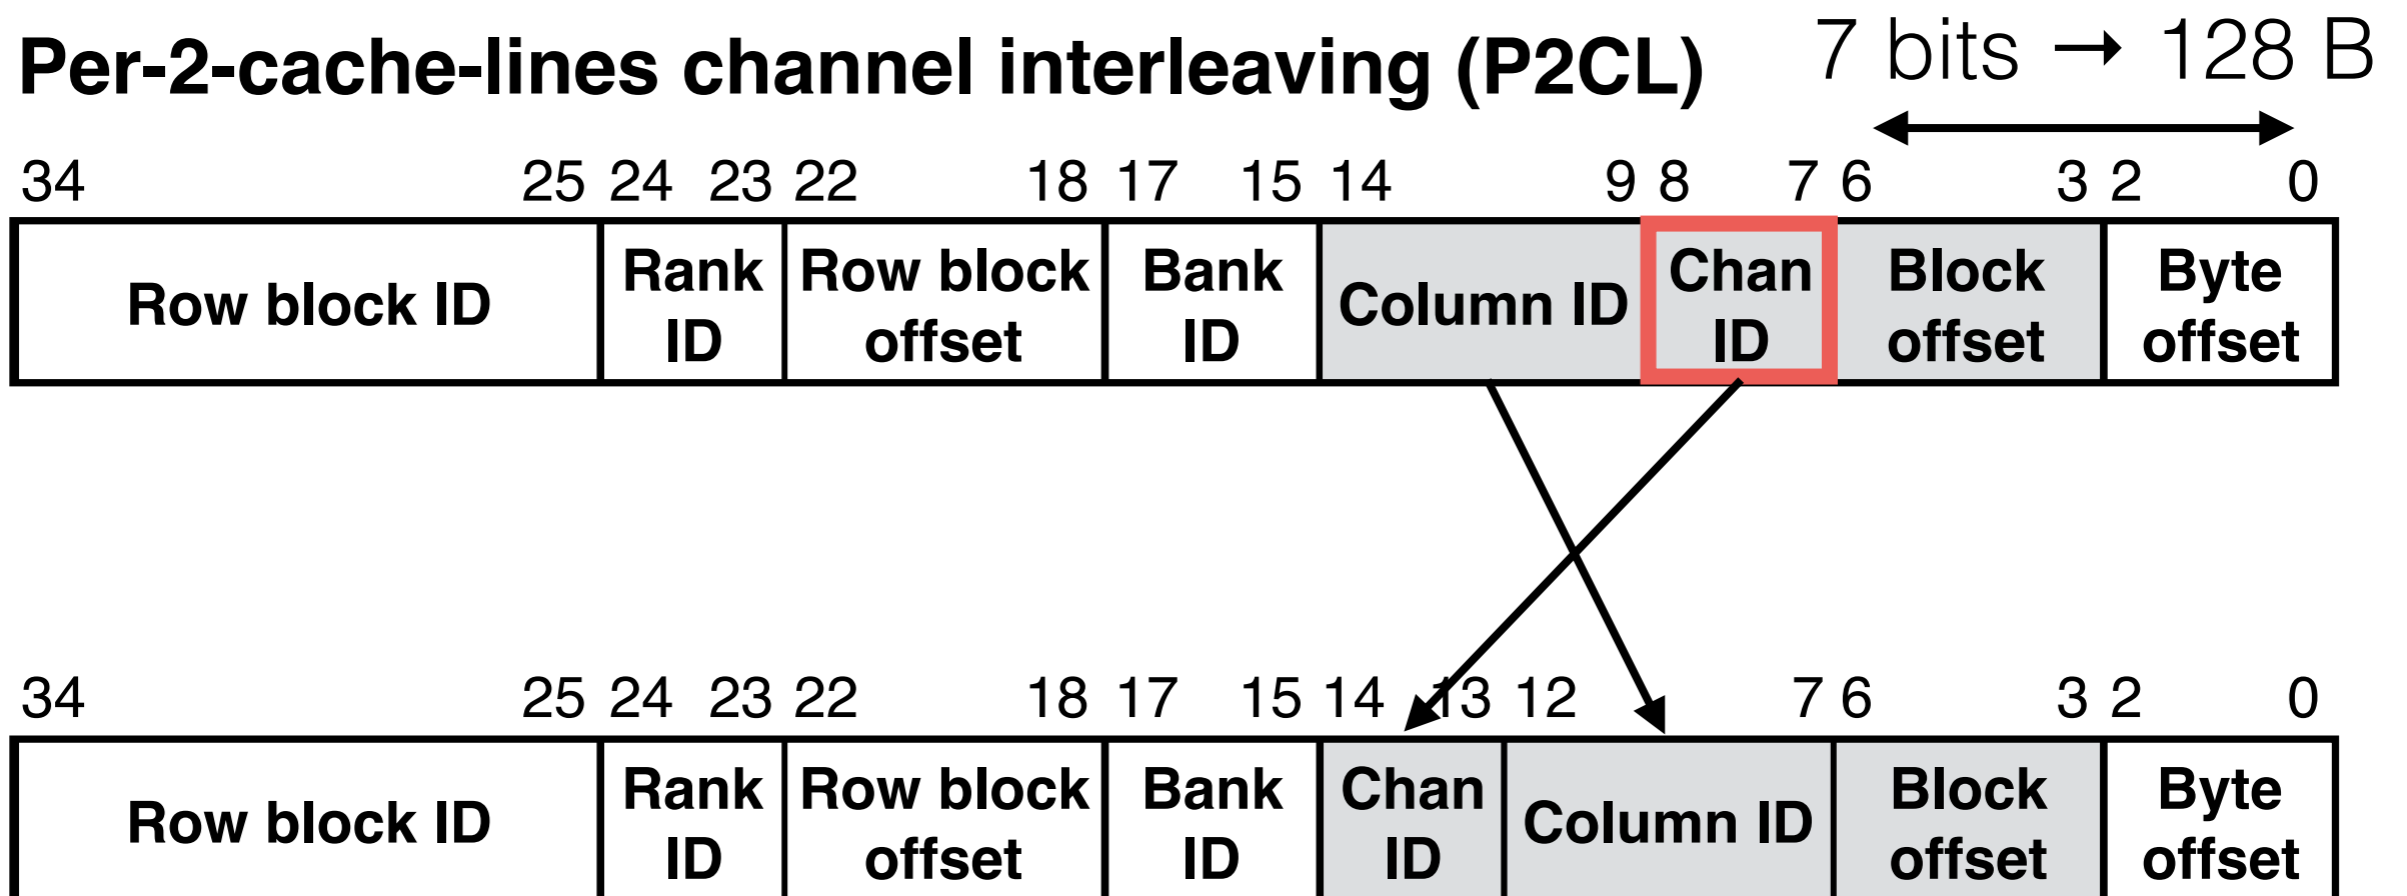 Per-2-cache-lines channel interleaving (P2CL) 7 bits → 128 B
34 25 24 23 22 18 17 15 14 9 8 7 6 3 2 0
Row block ID Rank ID Row block offset Bank ID Column ID Chan ID Block offset Byte offset
34 25 24 23 22 18 17 15 14 13 12 7 6 3 2 0
Row block ID Rank ID Row block offset Bank ID Chan ID Column ID Block offset Byte offset